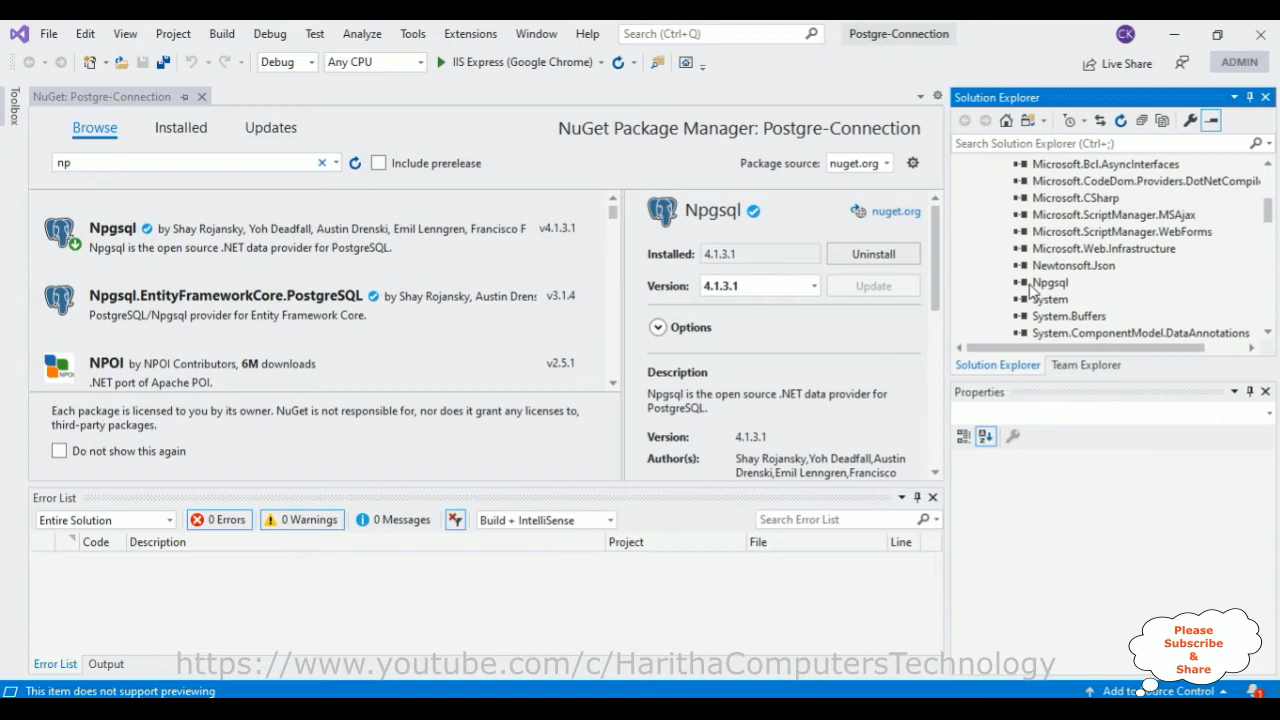 File Edit View Project Build Debug Test Analyze Tools Extensions Window Help Search (Ctrl+Q) Postgre-Connection CK
Debug Any CPU IIS Express (Google Chrome) Live Share ADMIN
Toolbox
NuGet: Postgre-Connection
Browse Installed Updates NuGet Package Manager: Postgre-Connection
np Include prerelease Package source: nuget.org
Npgsql by Shay Rojansky, Yoh Deadfall, Austin Drenski, Emil Lenngren, Francisco F v4.1.3.1
Npgsql is the open source .NET data provider for PostgreSQL.
Npgsql.EntityFrameworkCore.PostgreSQL by Shay Rojansky, Austin Dren: v3.1.4
PostgreSQL/Npgsql provider for Entity Framework Core.
NPOI by NPOI Contributors, 6M downloads v2.5.1
.NET port of Apache POI.
Each package is licensed to you by its owner. NuGet is not responsible for, nor does it grant any licenses to,
third-party packages.
Do not show this again
Npgsql nuget.org
Installed: 4.1.3.1 Uninstall
Version: 4.1.3.1 Update
Options
Description
Npgsql is the open source .NET data provider for
PostgreSQL.
Version: 4.1.3.1
Author(s): Shay Rojansky,Yoh Deadfall,Austin
Drenski,Emil Lenngren,Francisco
Solution Explorer
Search Solution Explorer (Ctrl+;)
Microsoft.Bcl.AsyncInterfaces
Microsoft.CodeDom.Providers.DotNetCompil
Microsoft.CSharp
Microsoft.ScriptManager.MSAjax
Microsoft.ScriptManager.WebForms
Microsoft.Web.Infrastructure
Newtonsoft.Json
Npgsql
System
System.Buffers
System.ComponentModel.DataAnnotations
Solution Explorer Team Explorer
Properties
Error List
Entire Solution 0 Errors 0 Warnings 0 Messages Build + IntelliSense Search Error List
Code Description Project File Line
Error List Output
https://www.youtube.com/c/HarithaComputersTechnology
Please
Subscribe
&
Share
This item does not support previewing Add to Source Control 1